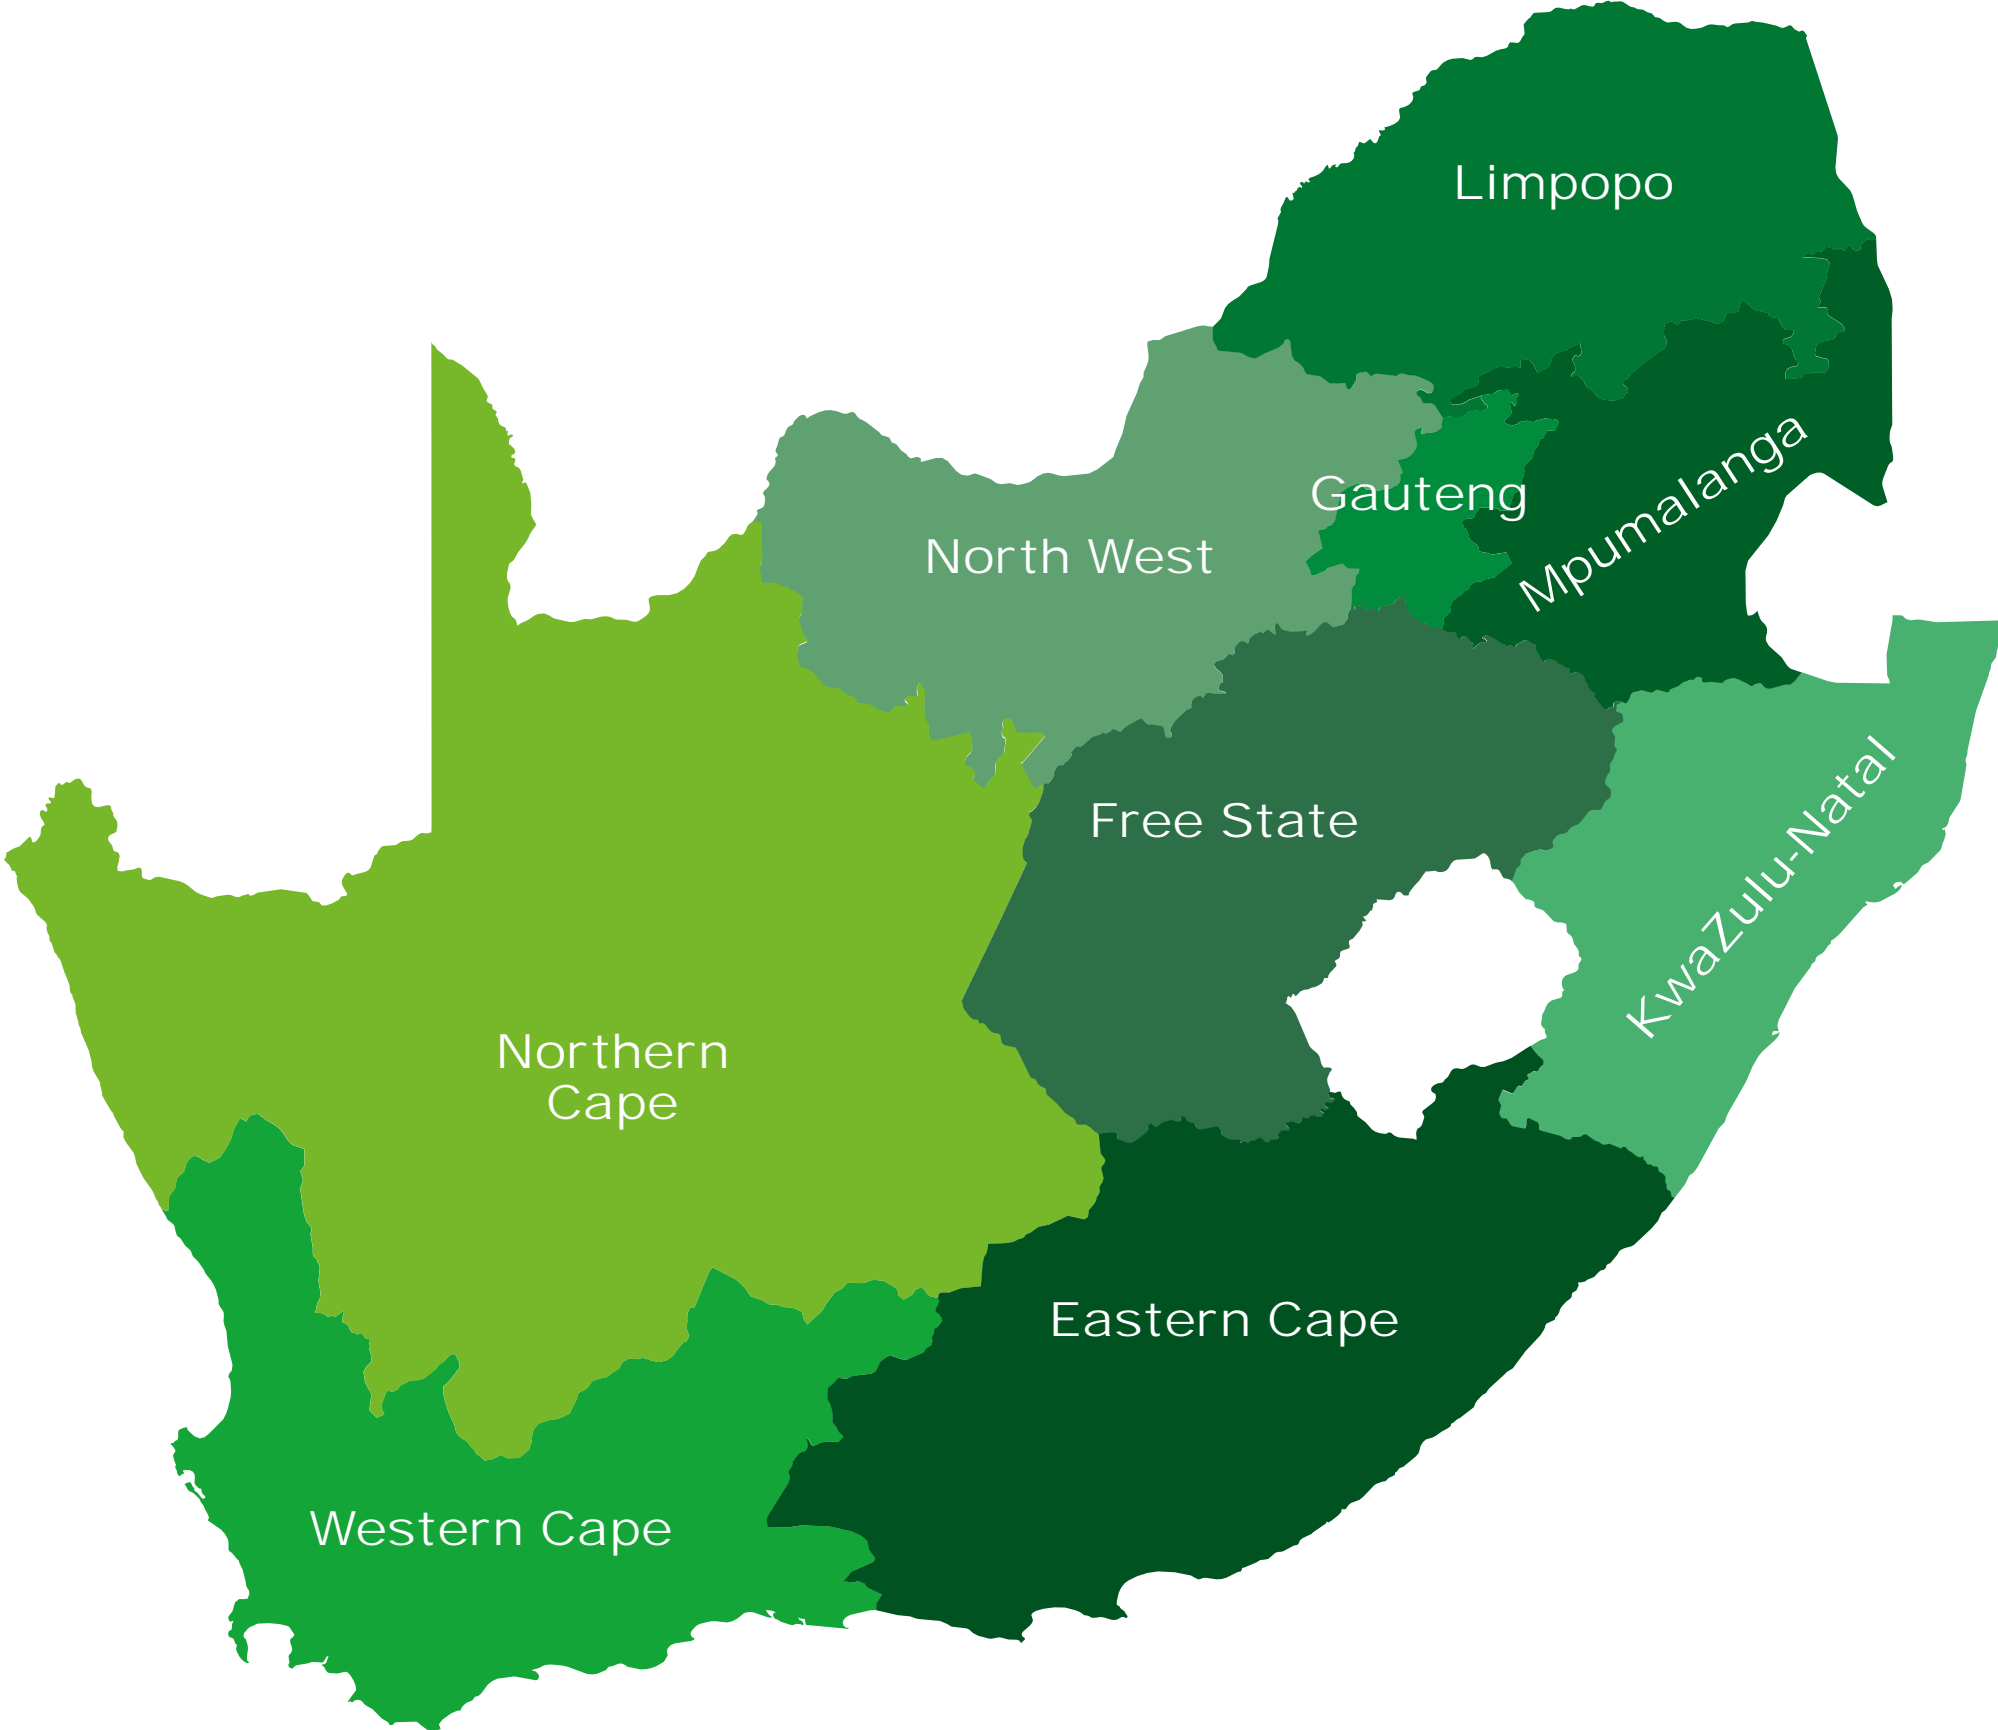 Limpopo
Mpumalanga
Gauteng
North West
KwaZulu-Natal
Free State
Northern
Cape
Eastern Cape
Western Cape